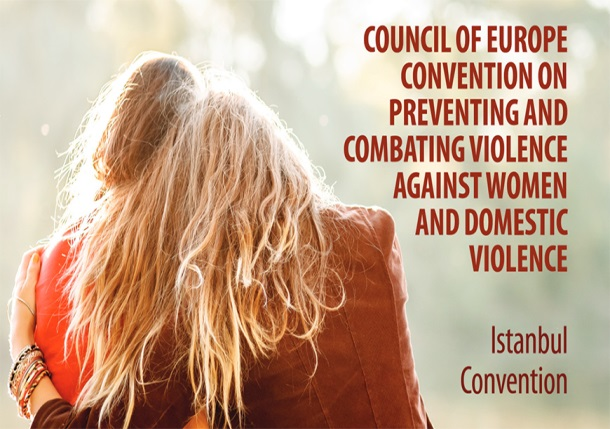 COUNCIL OF EUROPE
CONVENTION ON
PREVENTING AND
COMBATING VIOLENCE
AGAINST WOMEN
AND DOMESTIC
VIOLENCE
Istanbul
Convention